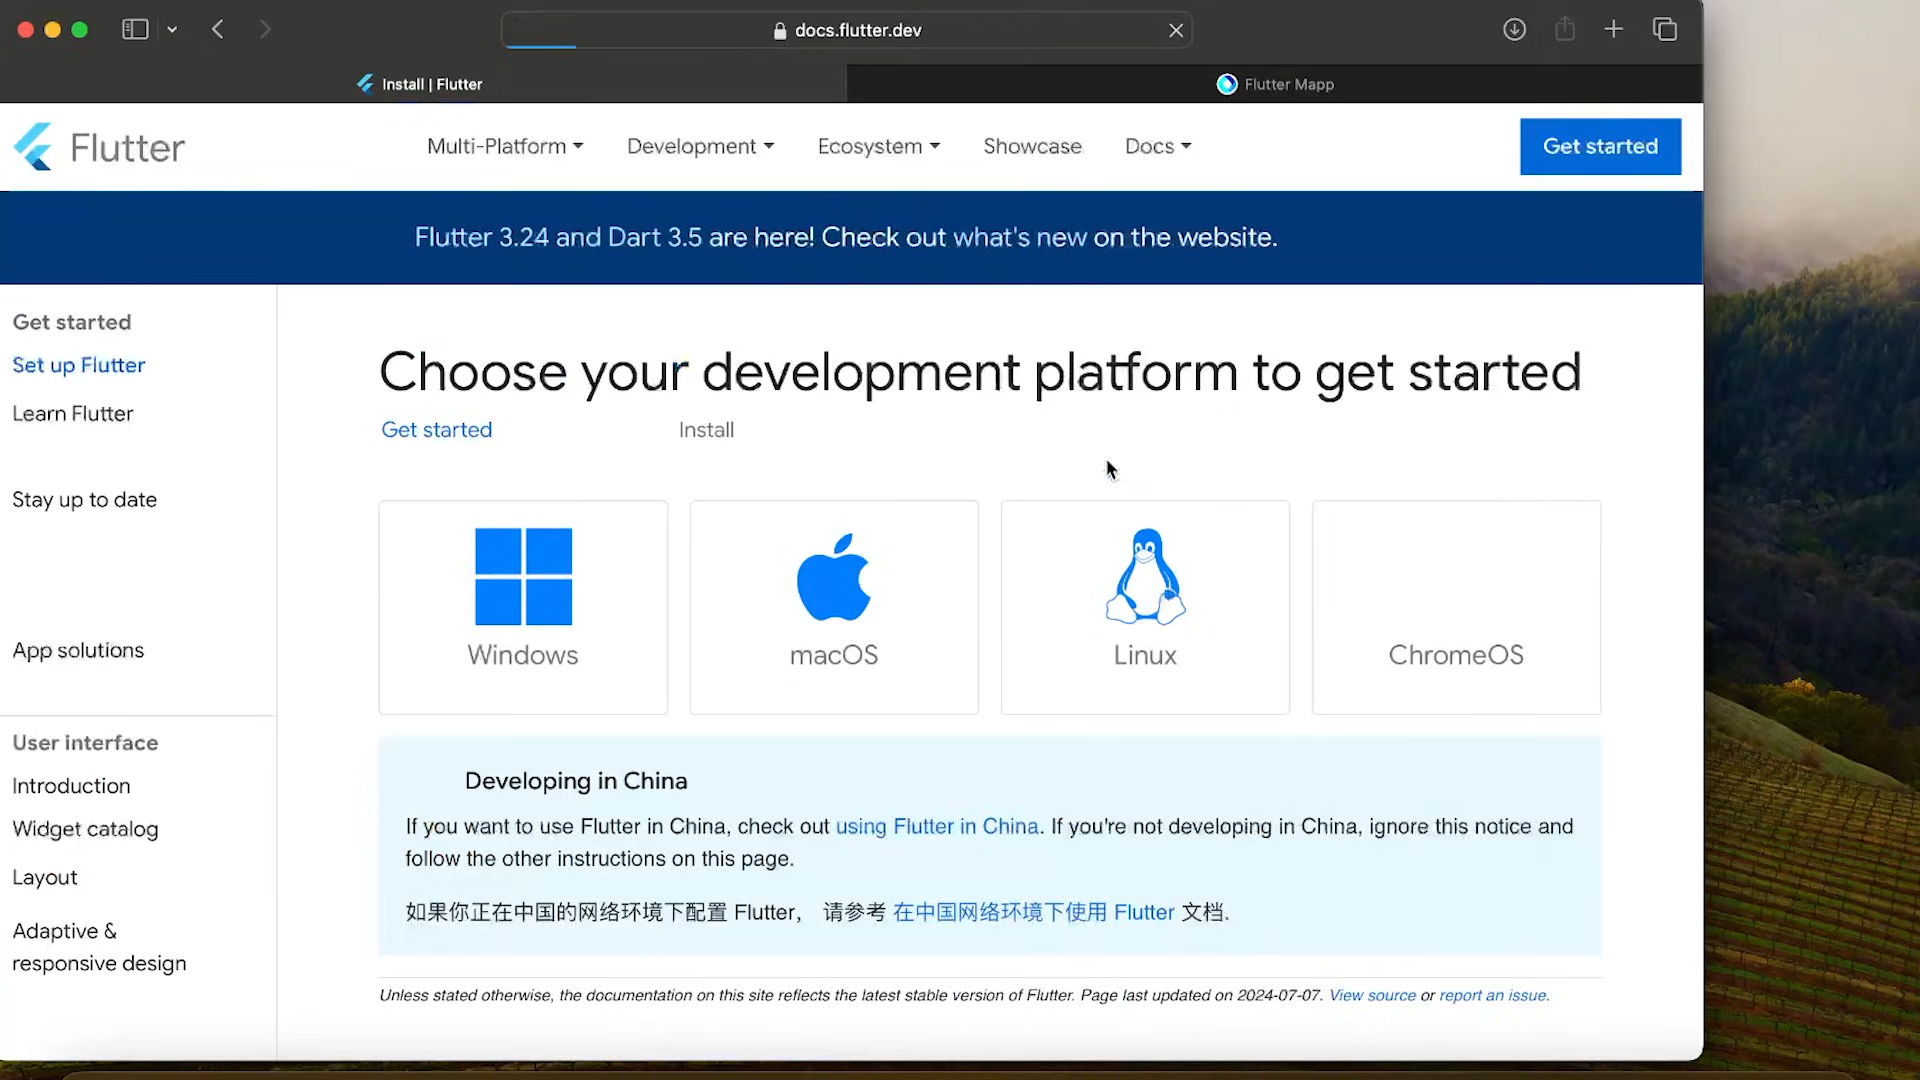 docs.flutter.dev
Install | Flutter
Flutter Mapp
Flutter
Multi-Platform
Development
Ecosystem
Showcase
Docs
Get started
Flutter 3.24 and Dart 3.5 are here! Check out what's new on the website.
Get started
Set up Flutter
Learn Flutter
Stay up to date
App solutions
User interface
Introduction
Widget catalog
Layout
Adaptive &
responsive design
Choose your development platform to get started
Get started
Install
Windows
macOS
Linux
ChromeOS
Developing in China
If you want to use Flutter in China, check out using Flutter in China. If you're not developing in China, ignore this notice and
follow the other instructions on this page.
如果你正在中国的网络环境下配置 Flutter， 请参考 在中国网络环境下使用 Flutter 文档.
Unless stated otherwise, the documentation on this site reflects the latest stable version of Flutter. Page last updated on 2024-07-07. View source or report an issue.